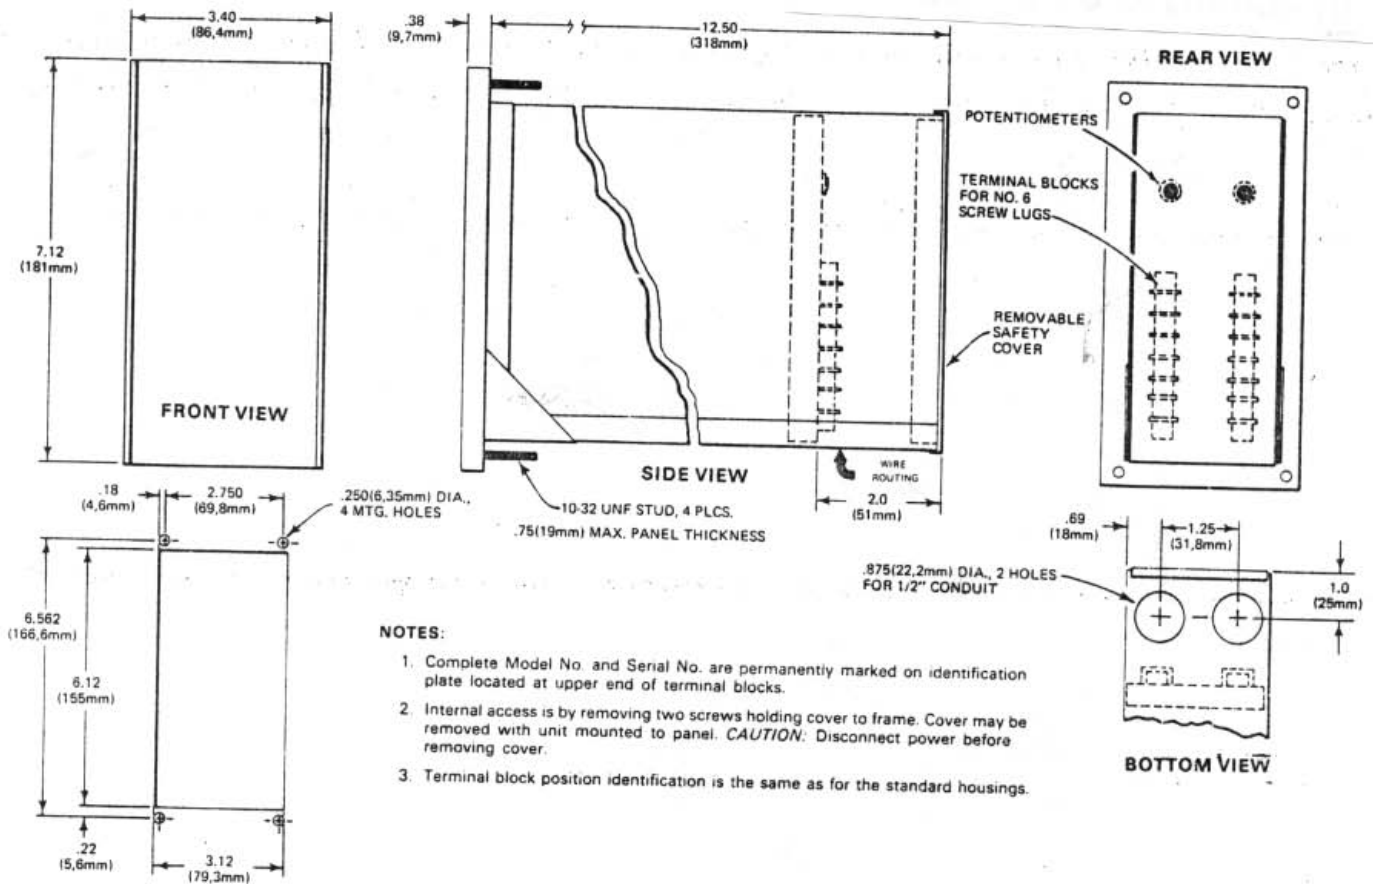 3.40
(86,4mm)
7.12
(181mm)
FRONT VIEW
.38
(9,7mm)
12.50
(318mm)
SIDE VIEW
WIRE
ROUTING
2.0
(51mm)
10-32 UNF STUD, 4 PLCS.
.75(19mm) MAX. PANEL THICKNESS
REAR VIEW
POTENTIOMETERS
TERMINAL BLOCKS
FOR NO. 6
SCREW LUGS
REMOVABLE
SAFETY
COVER
.18
(4,6mm)
2.750
(69,8mm)
.250(6,35mm) DIA.,
4 MTG. HOLES
6.562
(166,6mm)
6.12
(155mm)
.22
(5,6mm)
3.12
(79,3mm)
.69
(18mm)
1.25
(31,8mm)
.875(22,2mm) DIA., 2 HOLES
FOR 1/2" CONDUIT
1.0
(25mm)
BOTTOM VIEW
NOTES:
1. Complete Model No. and Serial No. are permanently marked on identification
plate located at upper end of terminal blocks.
2. Internal access is by removing two screws holding cover to frame. Cover may be
removed with unit mounted to panel. CAUTION: Disconnect power before
removing cover.
3. Terminal block position identification is the same as for the standard housings.